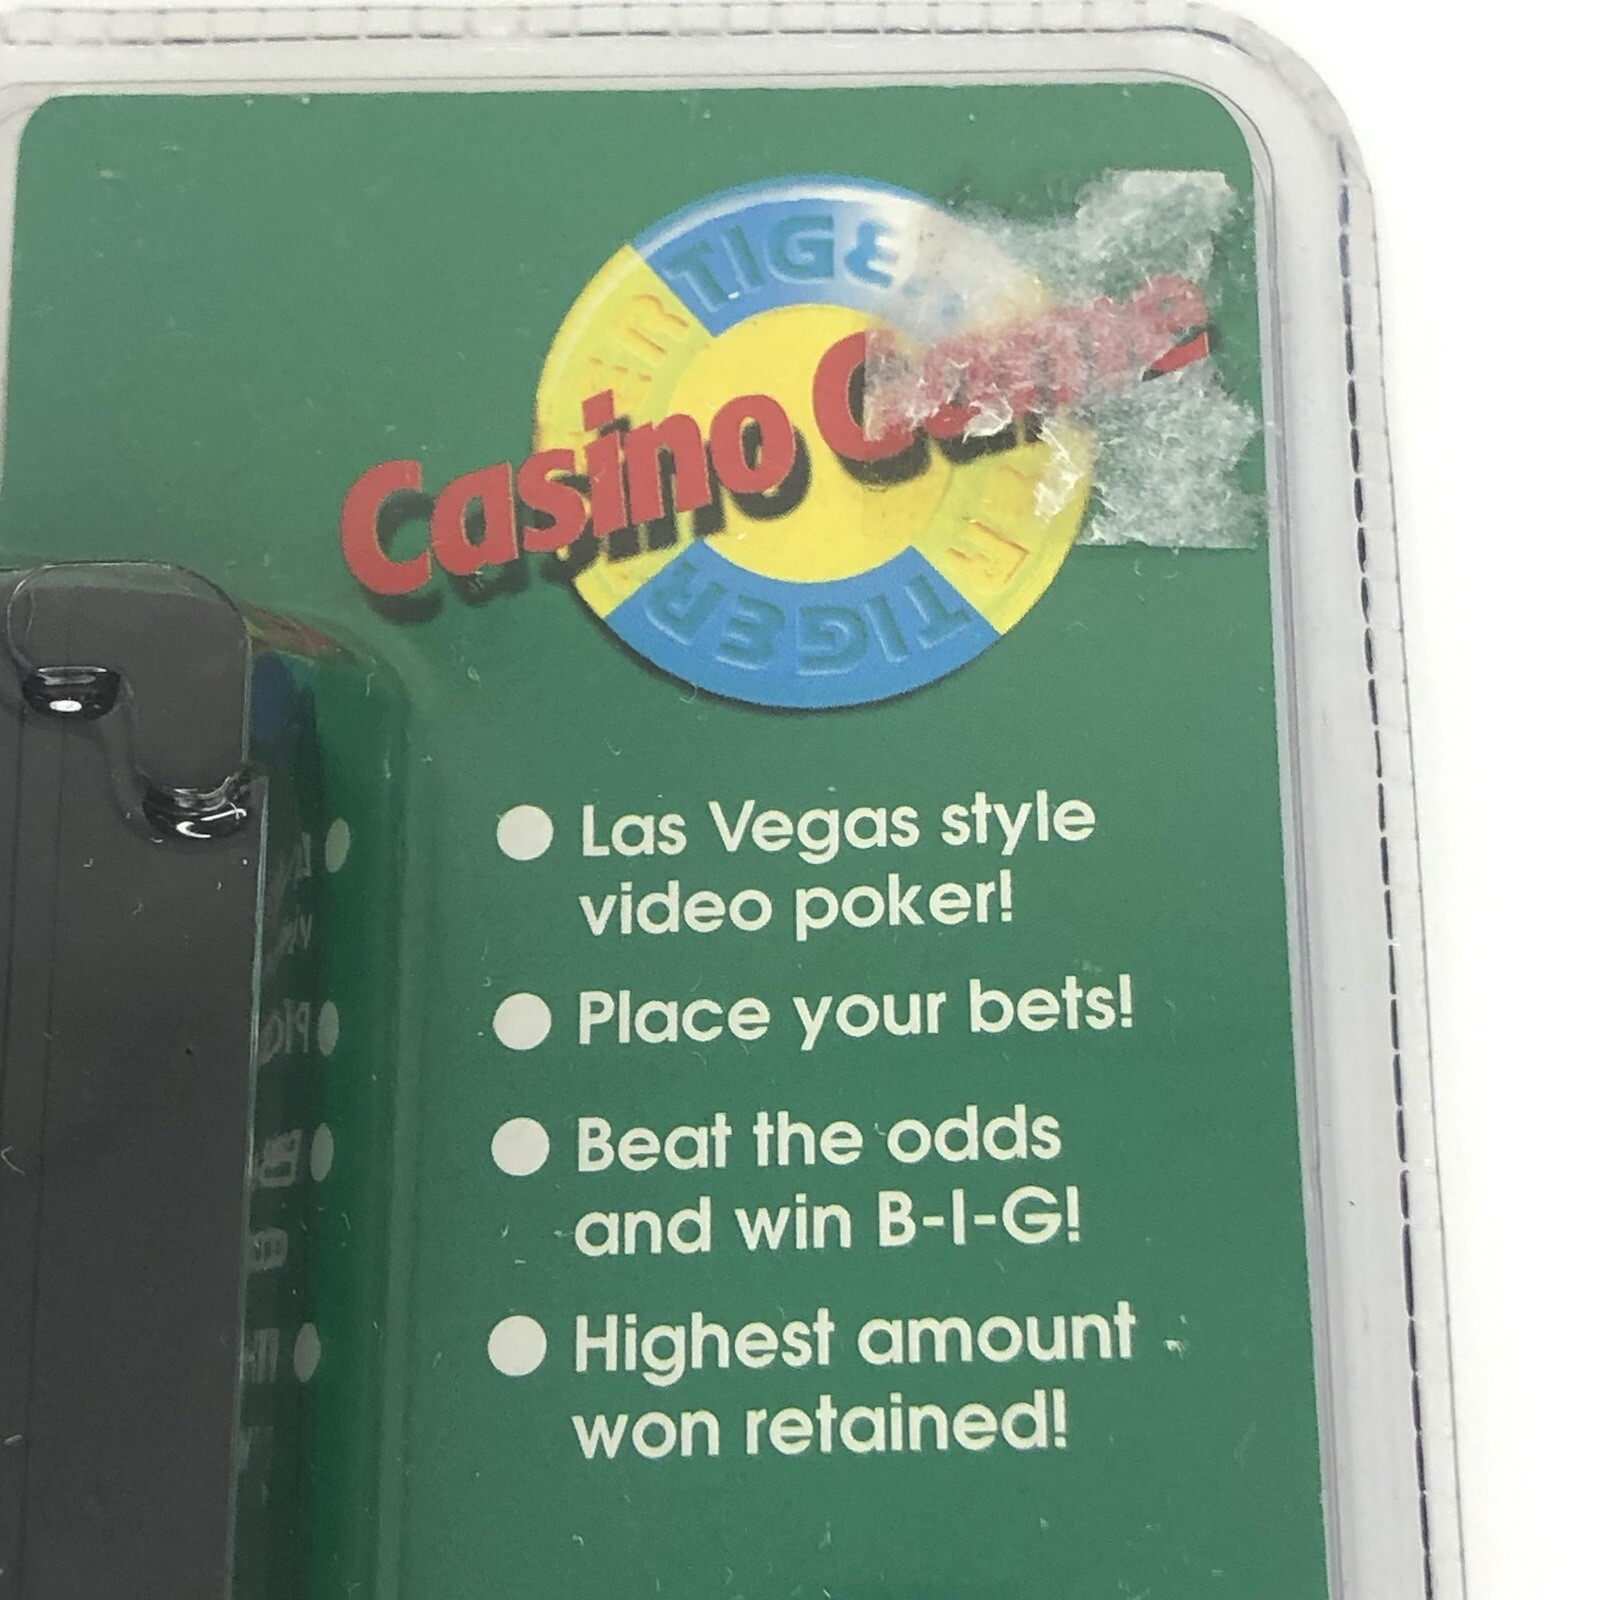 TIGER
Casino Game
TIGER
Las Vegas style
video poker!
Place your bets!
Beat the odds
and win B-I-G!
Highest amount
won retained!